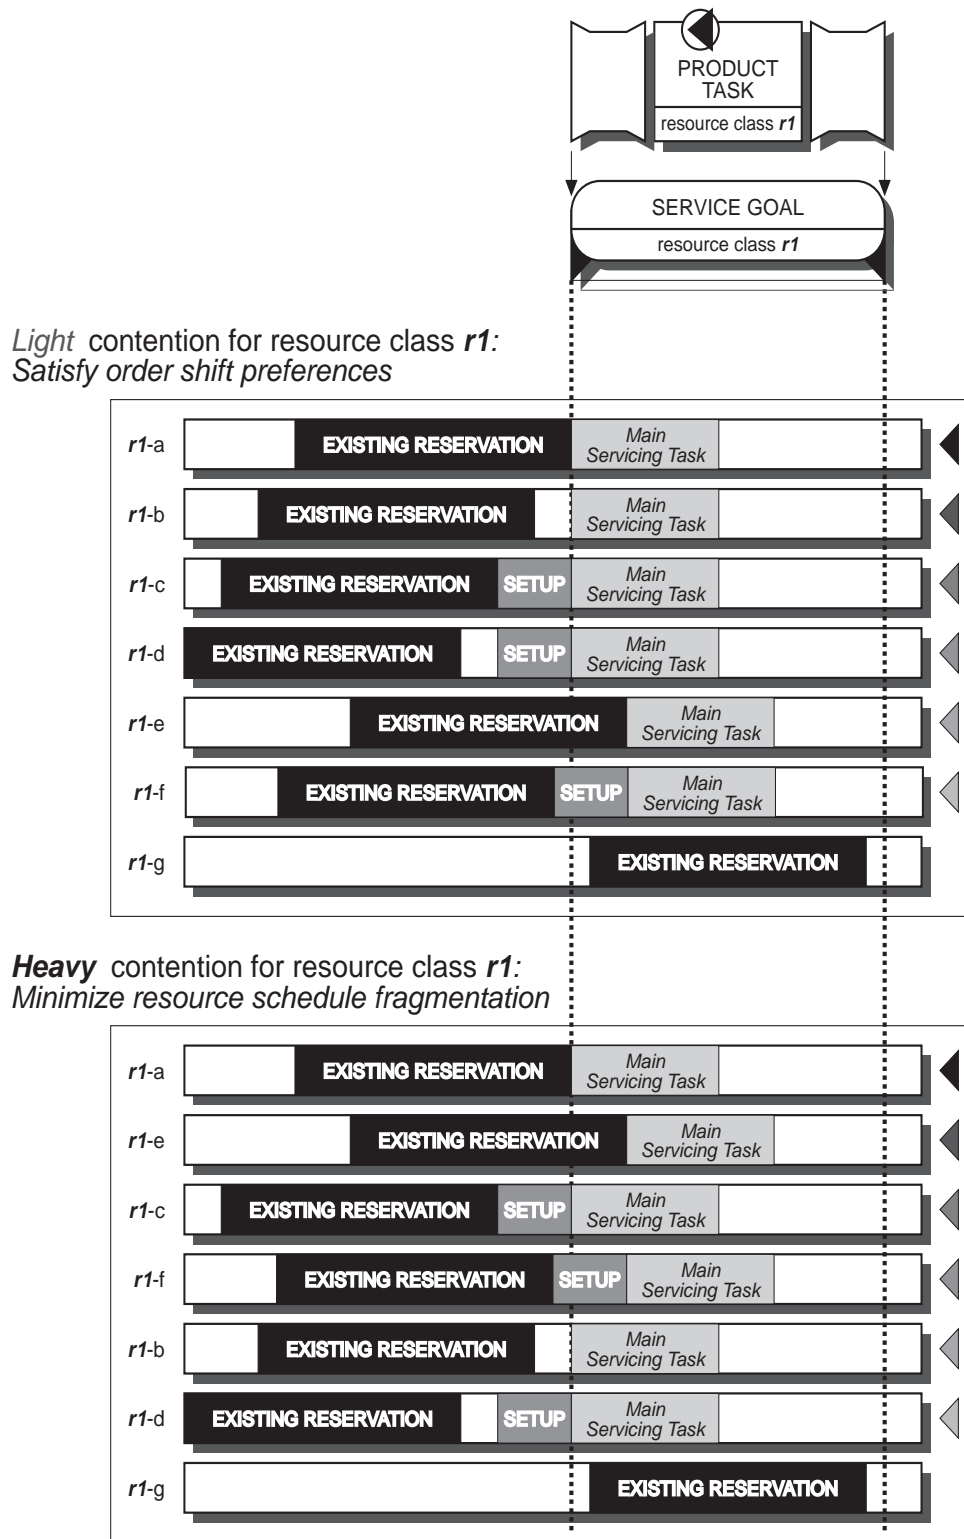 PRODUCT
TASK
resource class r1
SERVICE GOAL
resource class r1
Light contention for resource class r1:
Satisfy order shift preferences
r1-a EXISTING RESERVATION Main
Servicing Task
r1-b EXISTING RESERVATION Main
Servicing Task
r1-c EXISTING RESERVATION SETUP Main
Servicing Task
r1-d EXISTING RESERVATION SETUP Main
Servicing Task
r1-e EXISTING RESERVATION Main
Servicing Task
r1-f EXISTING RESERVATION SETUP Main
Servicing Task
r1-g EXISTING RESERVATION
Heavy contention for resource class r1:
Minimize resource schedule fragmentation
r1-a EXISTING RESERVATION Main
Servicing Task
r1-e EXISTING RESERVATION Main
Servicing Task
r1-c EXISTING RESERVATION SETUP Main
Servicing Task
r1-f EXISTING RESERVATION SETUP Main
Servicing Task
r1-b EXISTING RESERVATION Main
Servicing Task
r1-d EXISTING RESERVATION SETUP Main
Servicing Task
r1-g EXISTING RESERVATION